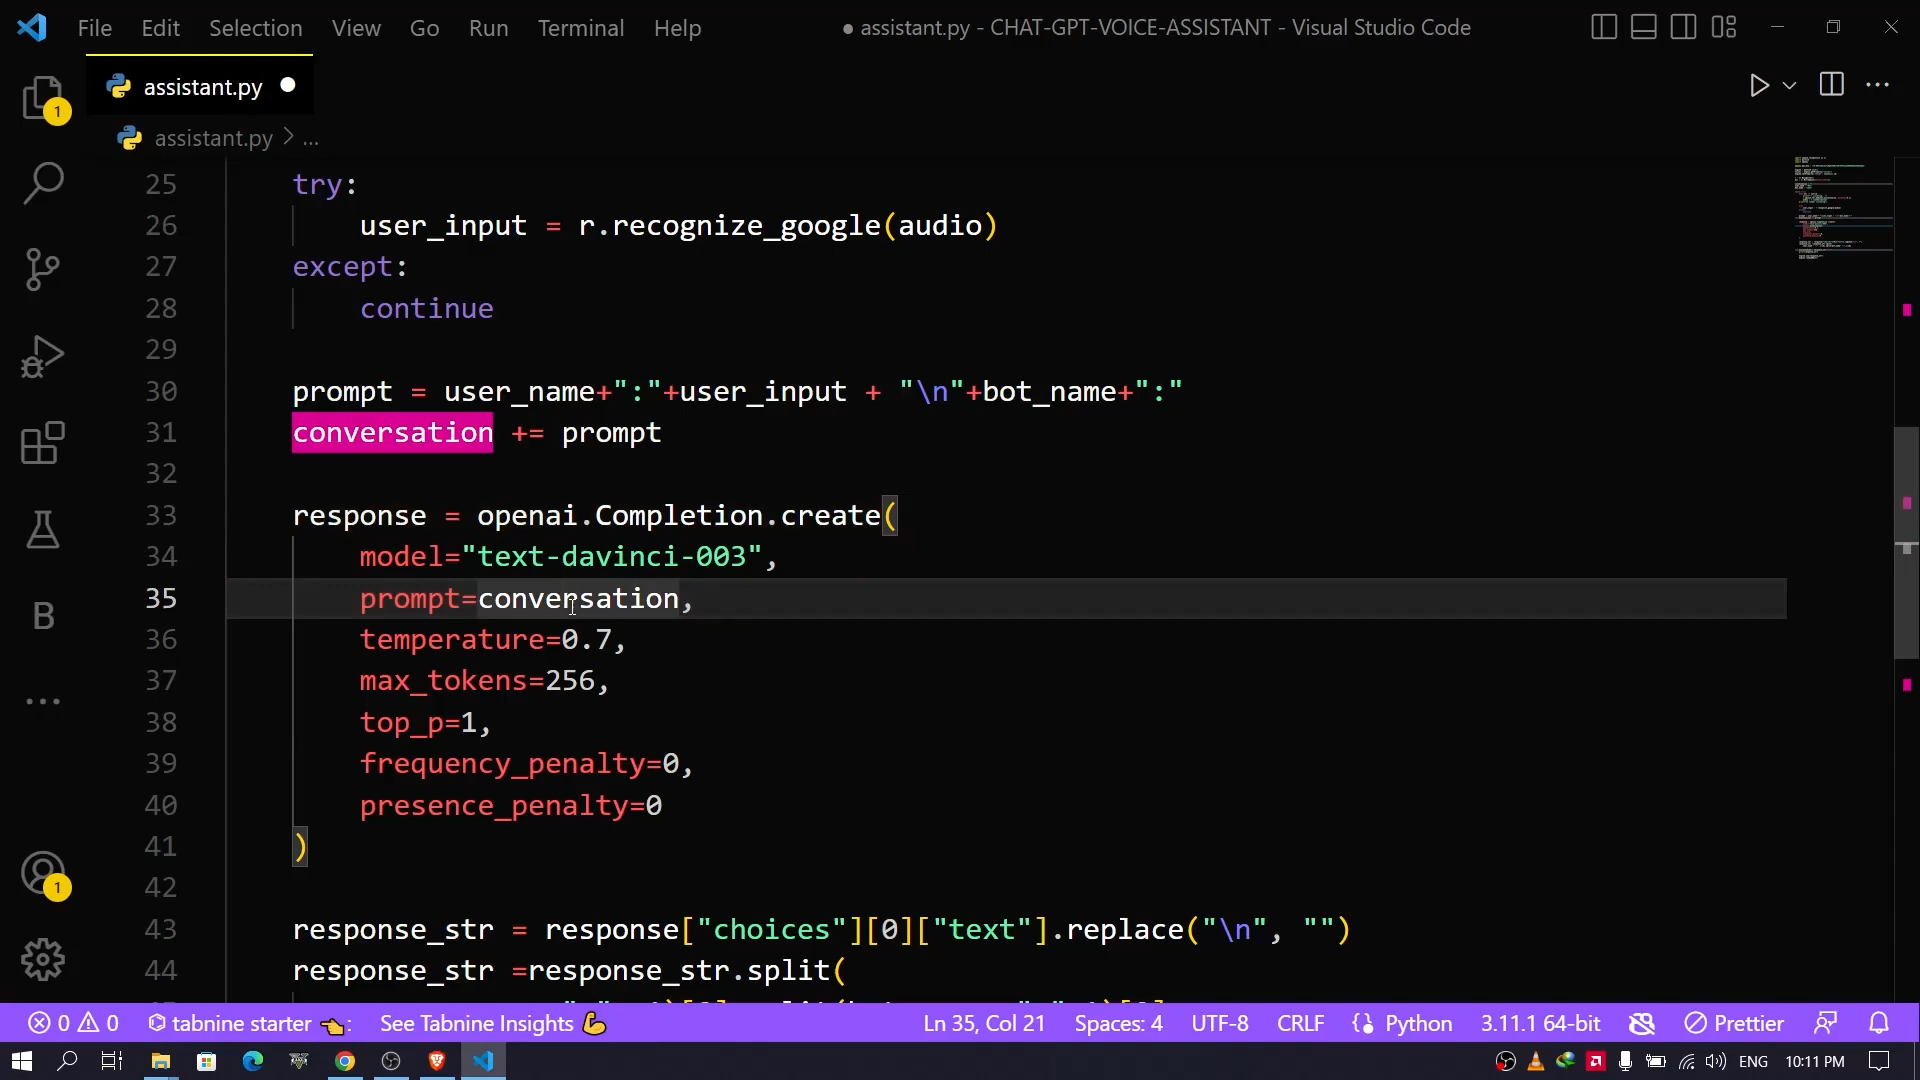 File Edit Selection View Go Run Terminal Help
● assistant.py - CHAT-GPT-VOICE-ASSISTANT - Visual Studio Code
assistant.py
assistant.py > ...
1
25 try:
26 user_input = r.recognize_google(audio)
27 except:
28 continue
29
30 prompt = user_name+":"+user_input + "\n"+bot_name+":"
31 conversation += prompt
32
33 response = openai.Completion.create(
34 model="text-davinci-003",
35 prompt=conversation,
36 temperature=0.7,
37 max_tokens=256,
38 top_p=1,
39 frequency_penalty=0,
40 presence_penalty=0
41 )
42
43 response_str = response["choices"][0]["text"].replace("\n", "")
44 response_str =response_str.split(
B
1
0 0 tabnine starter 👈: See Tabnine Insights 💪 Ln 35, Col 21 Spaces: 4 UTF-8 CRLF {} Python 3.11.1 64-bit Prettier
ENG 10:11 PM